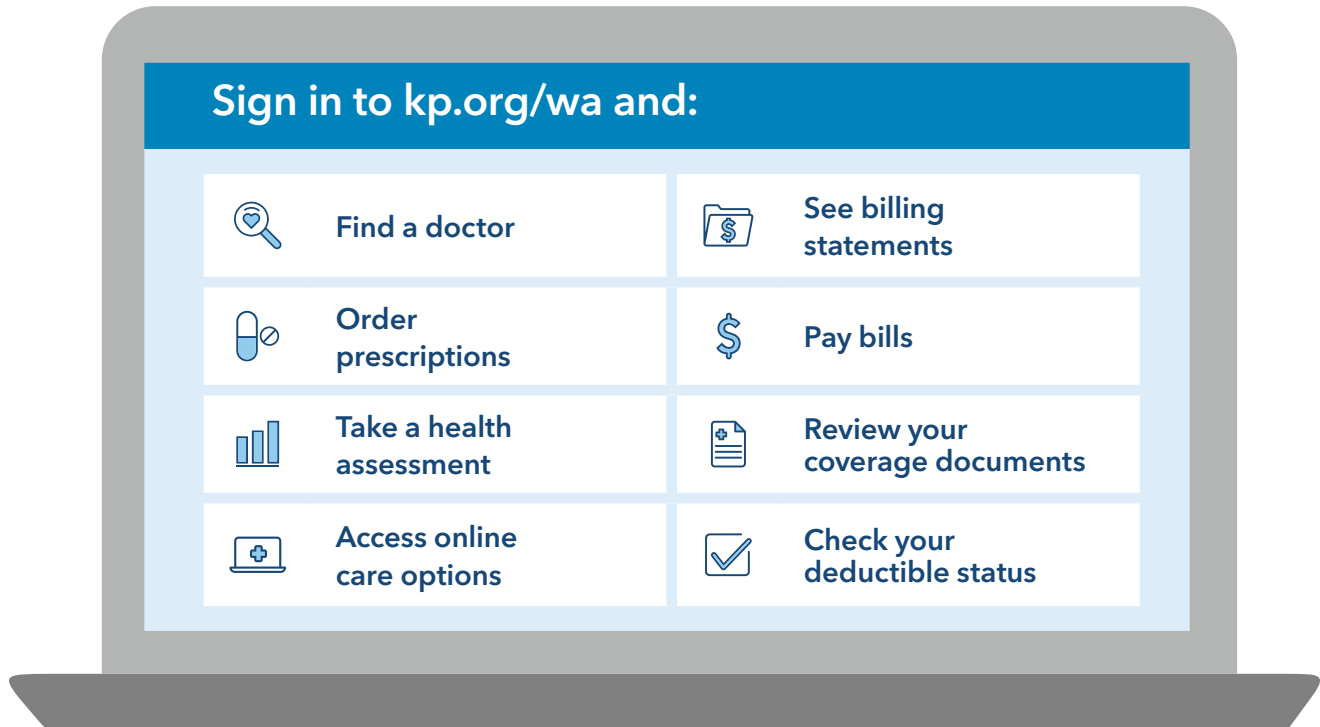 Sign in to kp.org/wa and:
Find a doctor
See billing
statements
Order
prescriptions
Pay bills
Take a health
assessment
Review your
coverage documents
Access online
care options
Check your
deductible status